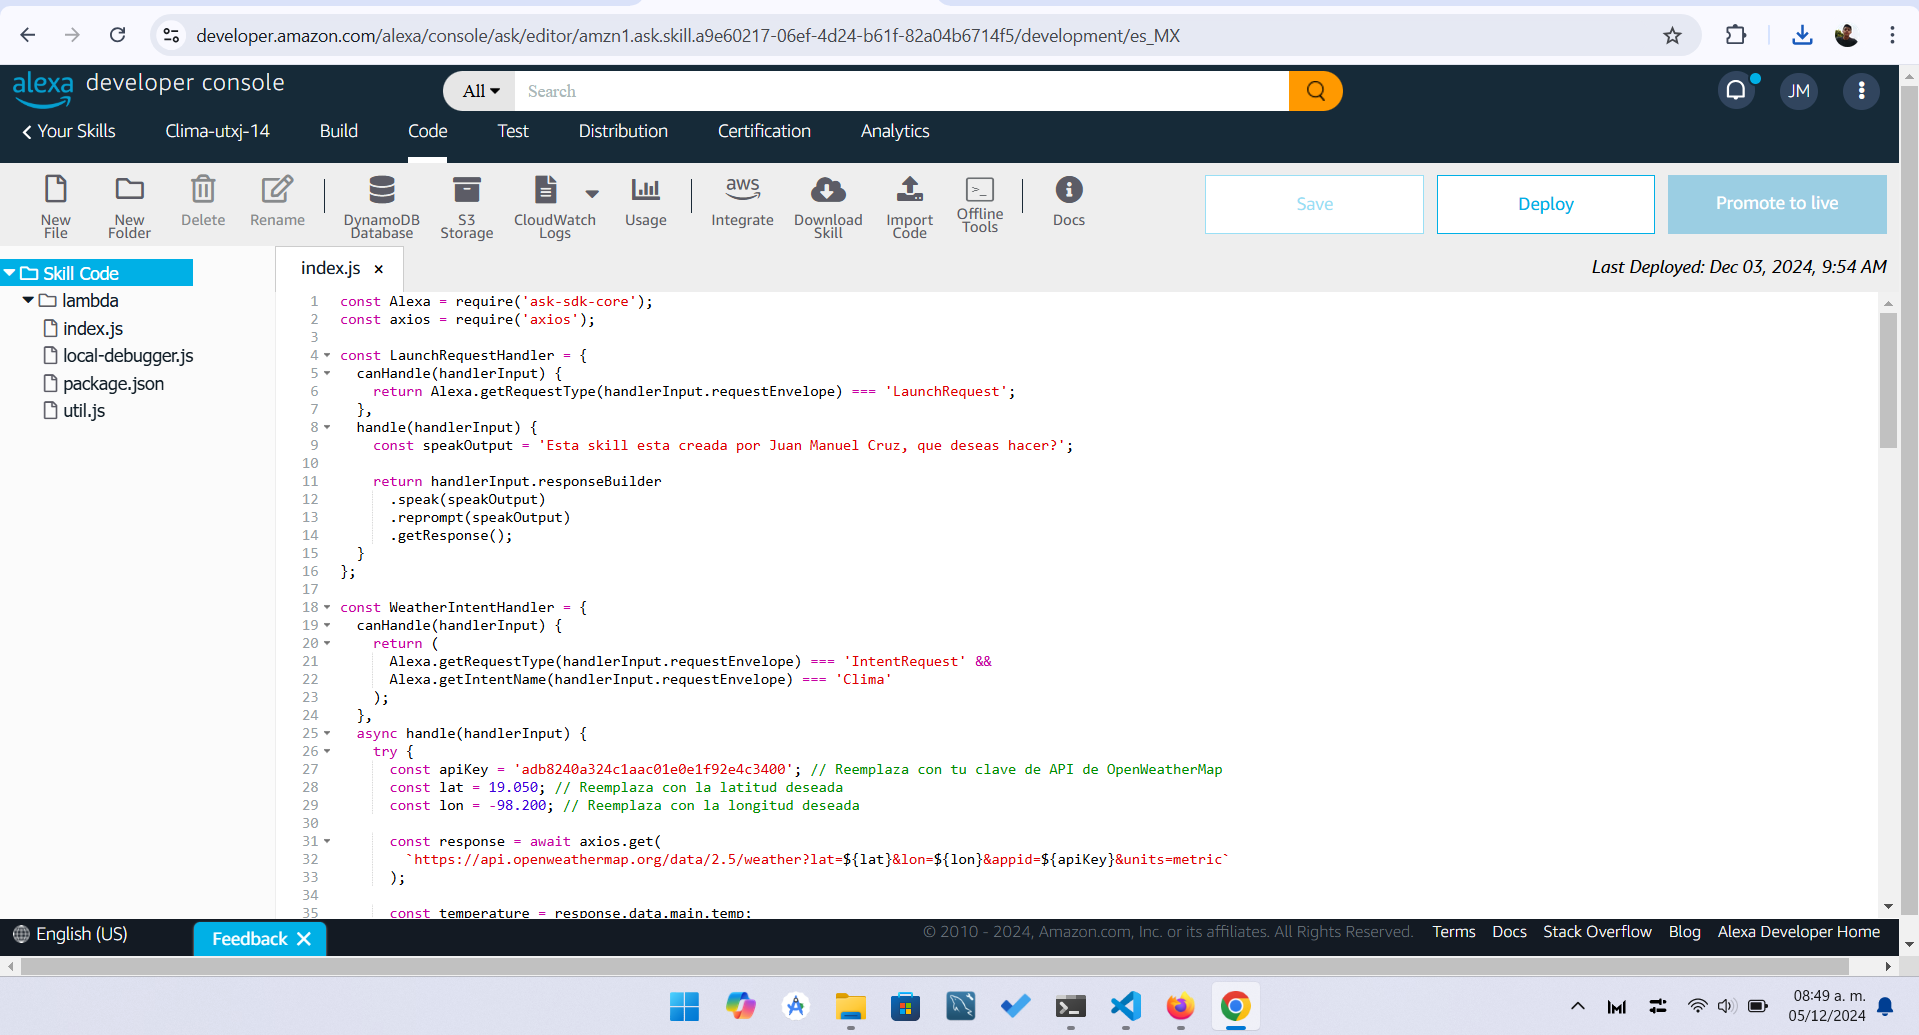 developer.amazon.com/alexa/console/ask/editor/amzn1.ask.skill.a9e60217-06ef-4d24-b61f-82a04b6714f5/development/es_MX
alexa developer console
All
Search
JM
Your Skills
Clima-utxj-14
Build
Code
Test
Distribution
Certification
Analytics
New File
New Folder
Delete
Rename
DynamoDB Database
S3 Storage
CloudWatch Logs
Usage
aws
Integrate
Download Skill
Import Code
Offline Tools
Docs
Save
Deploy
Promote to live
Skill Code
lambda
index.js
local-debugger.js
package.json
util.js
index.js ×
Last Deployed: Dec 03, 2024, 9:54 AM
1 const Alexa = require('ask-sdk-core');
2 const axios = require('axios');
3
4 const LaunchRequestHandler = {
5 canHandle(handlerInput) {
6 return Alexa.getRequestType(handlerInput.requestEnvelope) === 'LaunchRequest';
7 },
8 handle(handlerInput) {
9 const speakOutput = 'Esta skill esta creada por Juan Manuel Cruz, que deseas hacer?';
10
11 return handlerInput.responseBuilder
12 .speak(speakOutput)
13 .reprompt(speakOutput)
14 .getResponse();
15 }
16 };
17
18 const WeatherIntentHandler = {
19 canHandle(handlerInput) {
20 return (
21 Alexa.getRequestType(handlerInput.requestEnvelope) === 'IntentRequest' &&
22 Alexa.getIntentName(handlerInput.requestEnvelope) === 'Clima'
23 );
24 },
25 async handle(handlerInput) {
26 try {
27 const apiKey = 'adb8240a324c1aac01e0e1f92e4c3400'; // Reemplaza con tu clave de API de OpenWeatherMap
28 const lat = 19.050; // Reemplaza con la latitud deseada
29 const lon = -98.200; // Reemplaza con la longitud deseada
30
31 const response = await axios.get(
32 `https://api.openweathermap.org/data/2.5/weather?lat=${lat}&lon=${lon}&appid=${apiKey}&units=metric`
33 );
34
35 const temperature = response.data.main.temp;
English (US)
Feedback
© 2010 - 2024, Amazon.com, Inc. or its affiliates. All Rights Reserved.
Terms
Docs
Stack Overflow
Blog
Alexa Developer Home
08:49 a. m.
05/12/2024